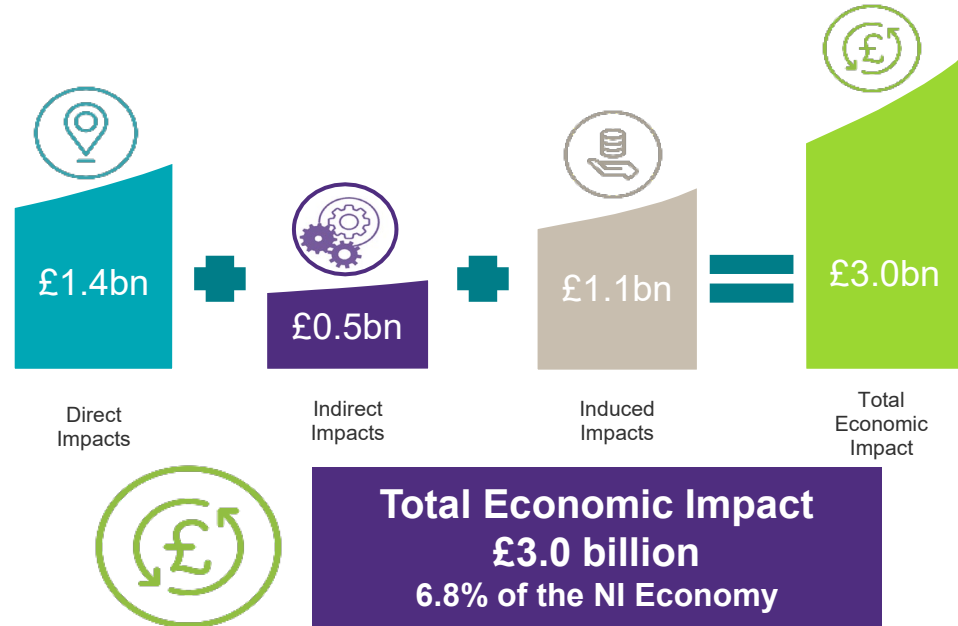 £1.4bn
£0.5bn
£1.1bn
£3.0bn
Direct
Impacts
Indirect
Impacts
Induced
Impacts
Total
Economic
Impact
Total Economic Impact
£3.0 billion
6.8% of the NI Economy